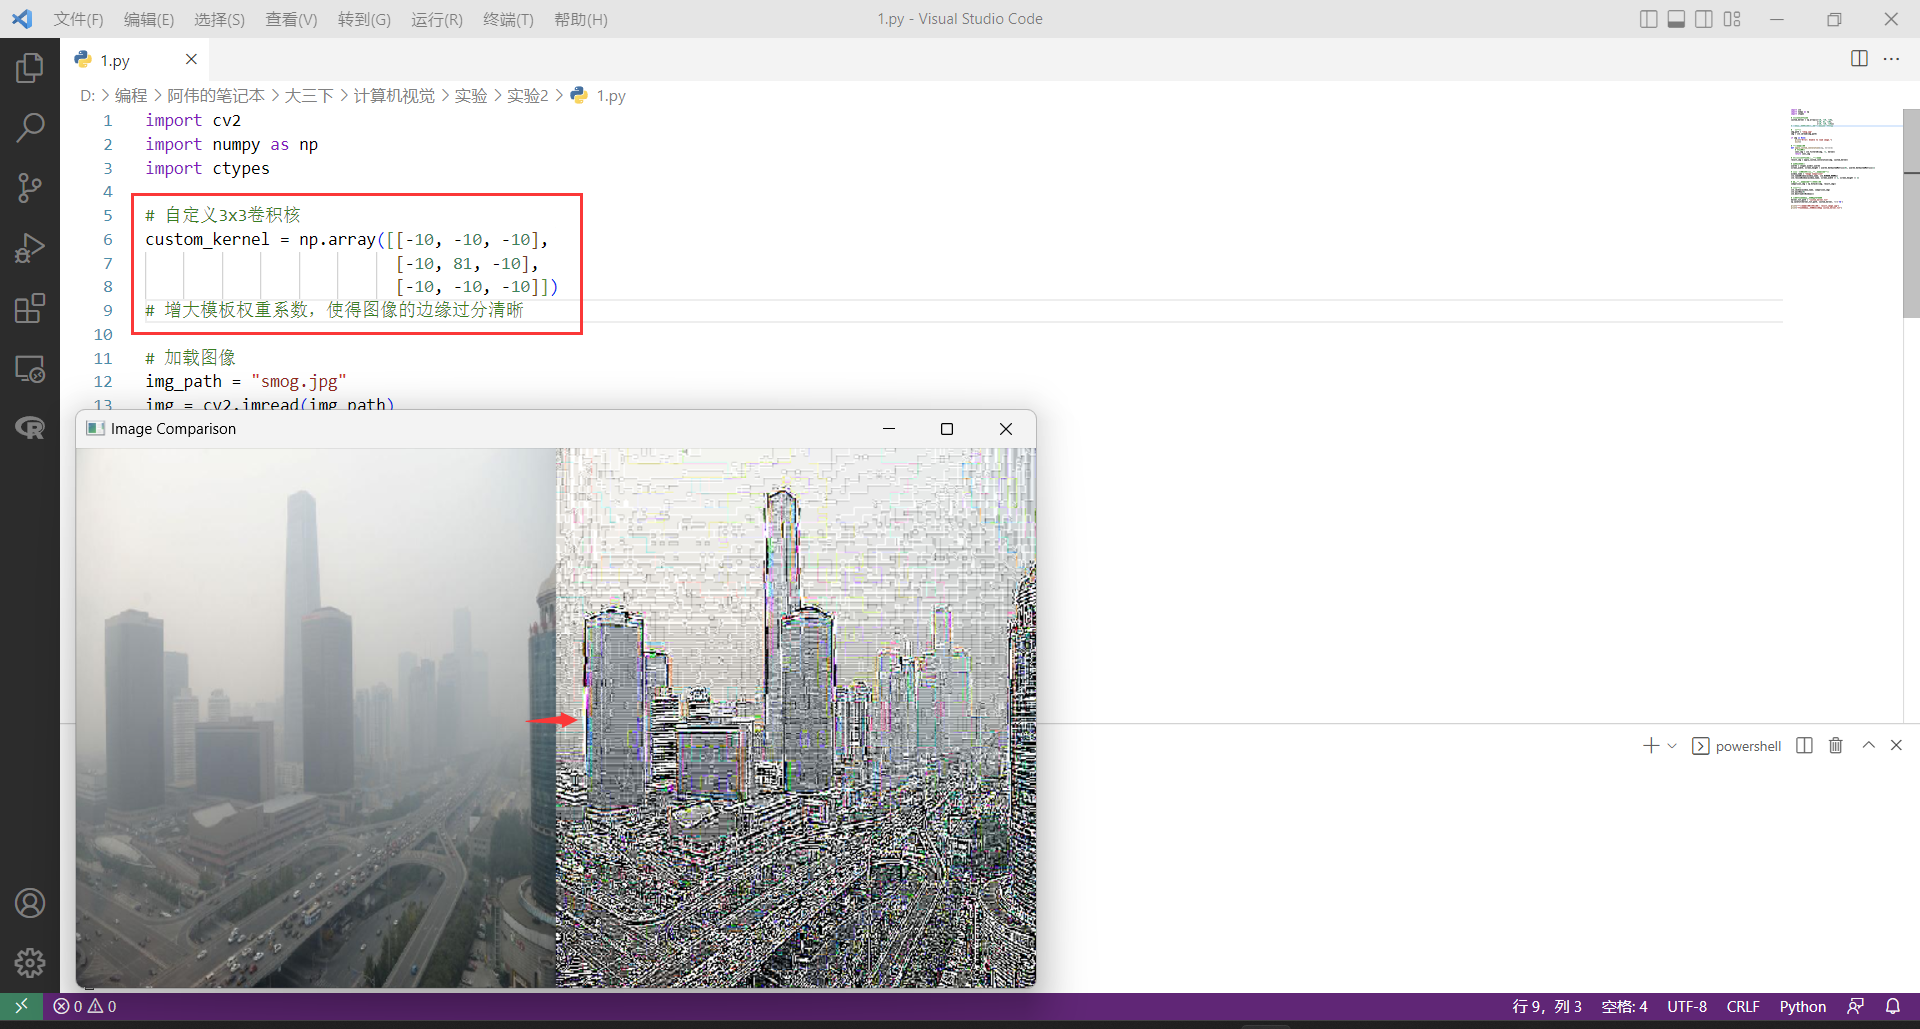 文件(F) 编辑(E) 选择(S) 查看(V) 转到(G) 运行(R) 终端(T) 帮助(H) 1.py - Visual Studio Code
1.py
D: > 编程 > 阿伟的笔记本 > 大三下 > 计算机视觉 > 实验 > 实验2 > 1.py
1 import cv2
2 import numpy as np
3 import ctypes
4
5 # 自定义3x3卷积核
6 custom_kernel = np.array([[-10, -10, -10],
7 [-10, 81, -10],
8 [-10, -10, -10]])
9 # 增大模板权重系数，使得图像的边缘过分清晰
10
11 # 加载图像
12 img_path = "smog.jpg"
13 img = cv2.imread(img_path)
Image Comparison
powershell
0 0 行 9，列 3 空格: 4 UTF-8 CRLF Python